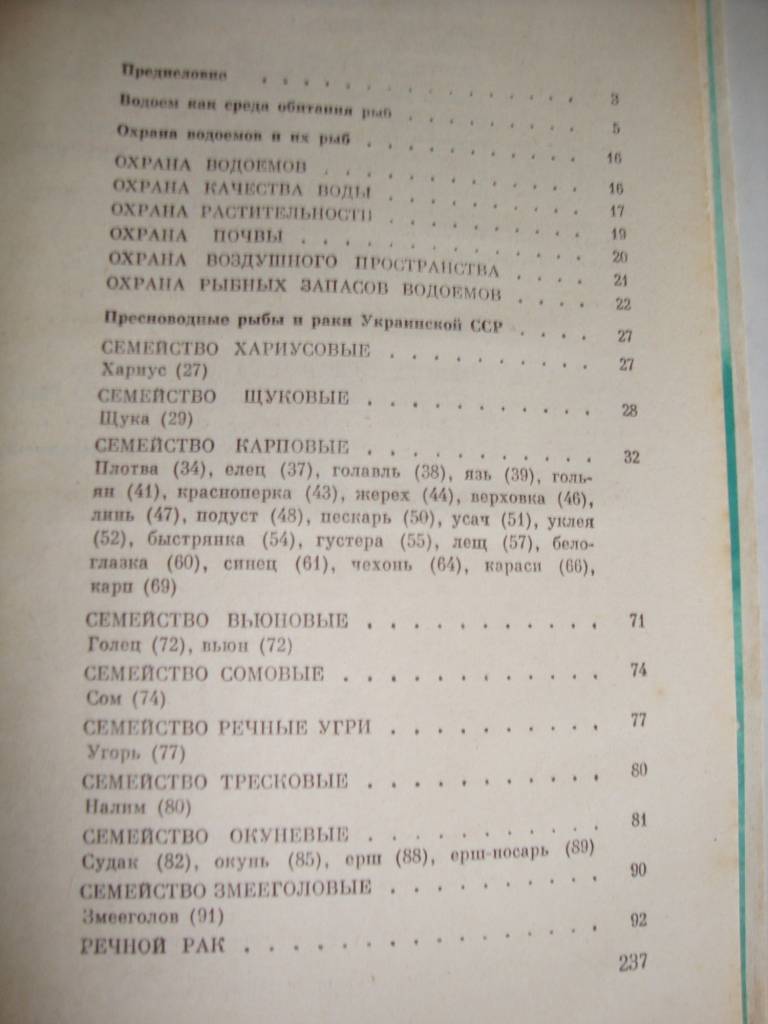 Предисловие . . . . . . . . . . . . . . . 3
Водоем как среда обитания рыб . . . . . . . . 5
Охрана водоемов и их рыб . . . . . . . . . . 16
ОХРАНА ВОДОЕМОВ . . . . . . . . . . . . 16
ОХРАНА КАЧЕСТВА ВОДЫ . . . . . . . . . 17
ОХРАНА РАСТИТЕЛЬНОСТИ . . . . . . . . . 19
ОХРАНА ПОЧВЫ . . . . . . . . . . . . . 20
ОХРАНА ВОЗДУШНОГО ПРОСТРАНСТВА . . . . 21
ОХРАНА РЫБНЫХ ЗАПАСОВ ВОДОЕМОВ . . . . 22
Пресноводные рыбы и раки Украинской ССР . . . . 27
СЕМЕЙСТВО ХАРИУСОВЫЕ . . . . . . . . . 27
Хариус (27)
СЕМЕЙСТВО ЩУКОВЫЕ . . . . . . . . . . 28
Щука (29)
СЕМЕЙСТВО КАРПОВЫЕ . . . . . . . . . . 32
Плотва (34), елец (37), голавль (38), язь (39), голь-
ян (41), красноперка (43), жерех (44), верховка (46),
линь (47), подуст (48), пескарь (50), усач (51), уклея
(52), быстрянка (54), густера (55), лещ (57), бело-
глазка (60), синец (61), чехонь (64), караси (66),
карп (69)
СЕМЕЙСТВО ВЬЮНОВЫЕ . . . . . . . . . . 71
Голец (72), вьюн (72)
СЕМЕЙСТВО СОМОВЫЕ . . . . . . . . . . . 74
Сом (74)
СЕМЕЙСТВО РЕЧНЫЕ УГРИ . . . . . . . . . 77
Угорь (77)
СЕМЕЙСТВО ТРЕСКОВЫЕ . . . . . . . . . . 80
Налим (80)
СЕМЕЙСТВО ОКУНЕВЫЕ . . . . . . . . . . 81
Судак (82), окунь (85), ерш (88), ерш-носарь (89)
СЕМЕЙСТВО ЗМЕЕГОЛОВЫЕ . . . . . . . . . 90
Змееголов (91)
РЕЧНОЙ РАК . . . . . . . . . . . . . . . 92
237